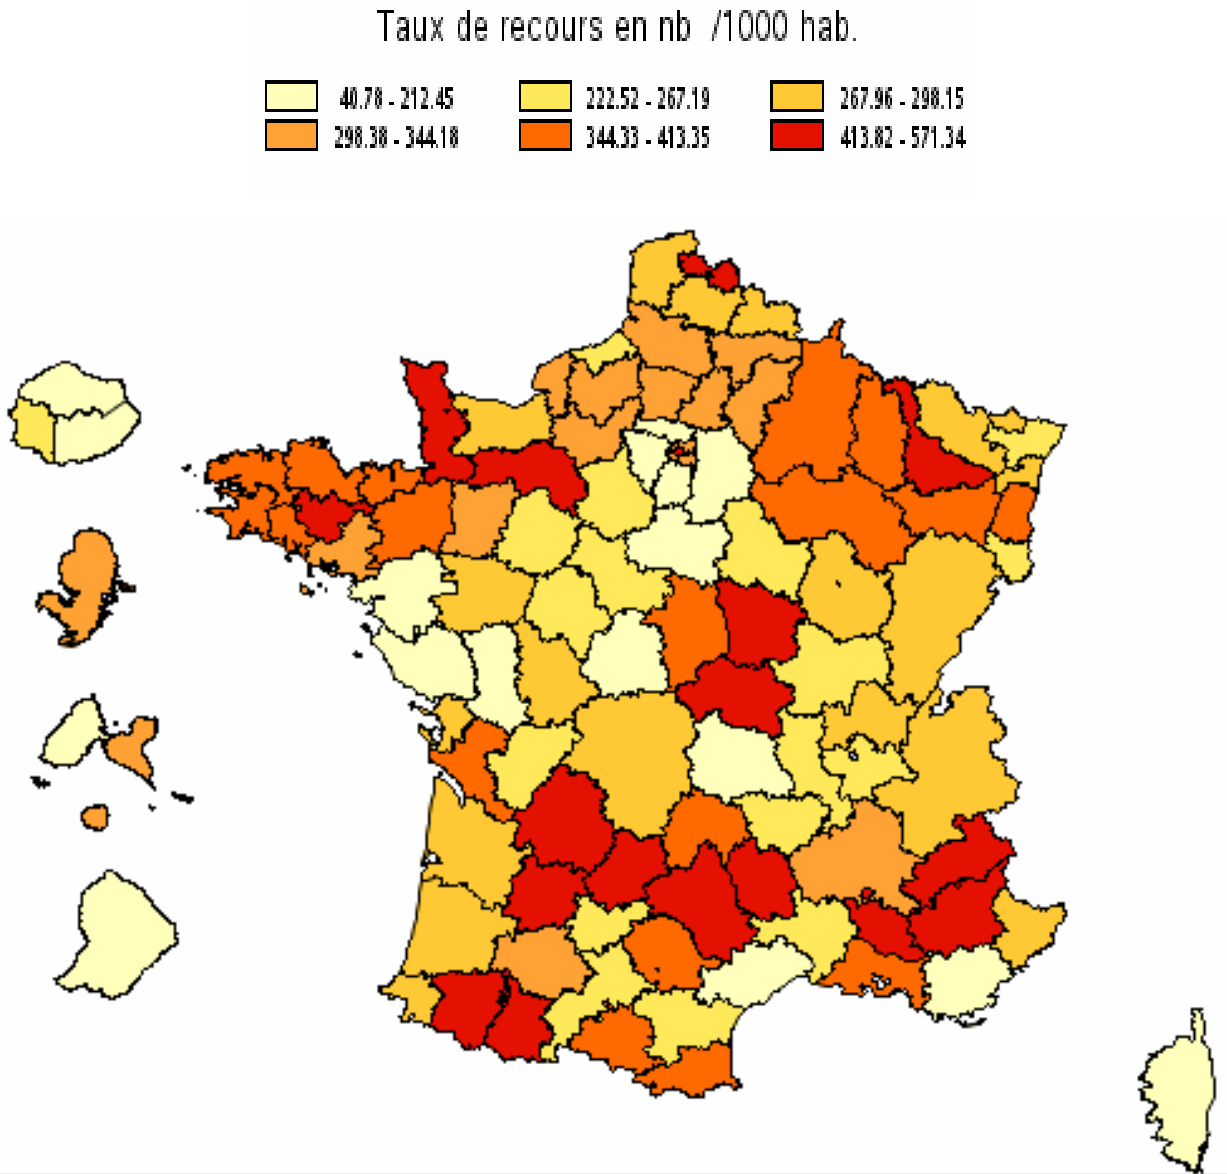 Taux de recours en nb /1000 hab.
40.78 - 212.45 222.52 - 267.19 267.96 - 298.15
298.38 - 344.18 344.33 - 413.35 413.82 - 571.34